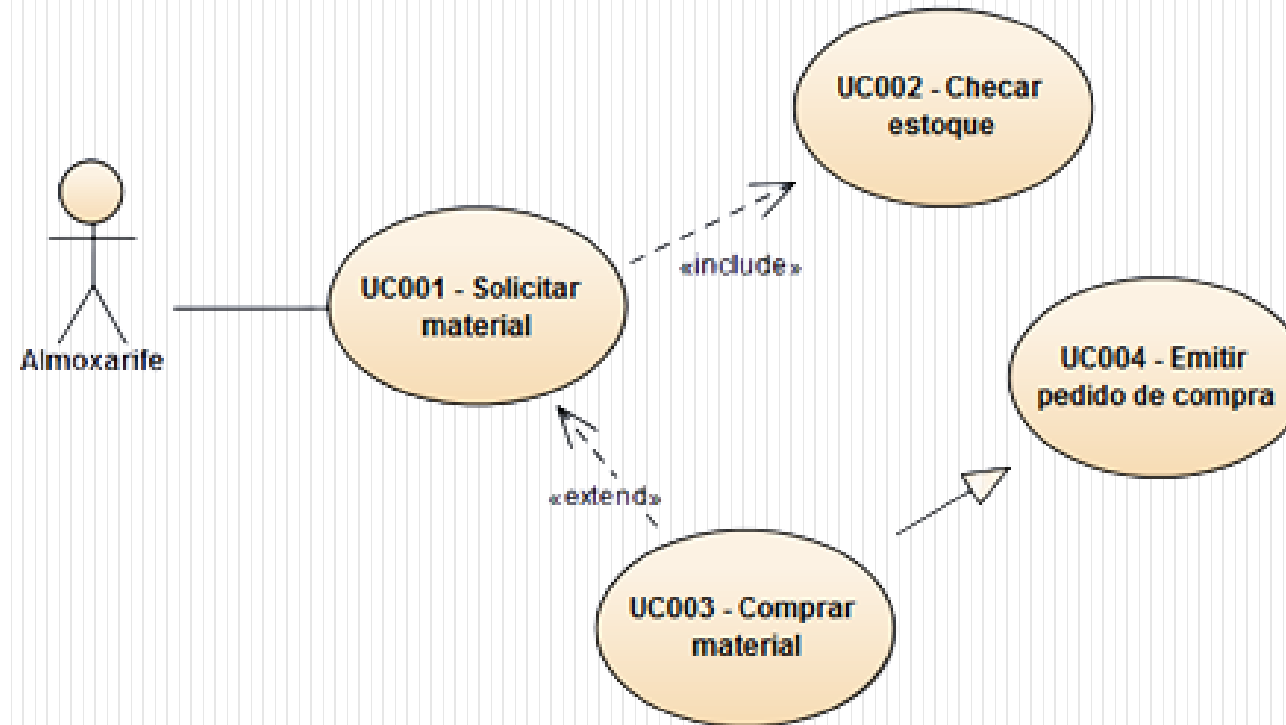 UC002 - Checar
estoque
UC001 - Solicitar
material
«include»
Almoxarife
UC004 - Emitir
pedido de compra
«extend»
UC003 - Comprar
material